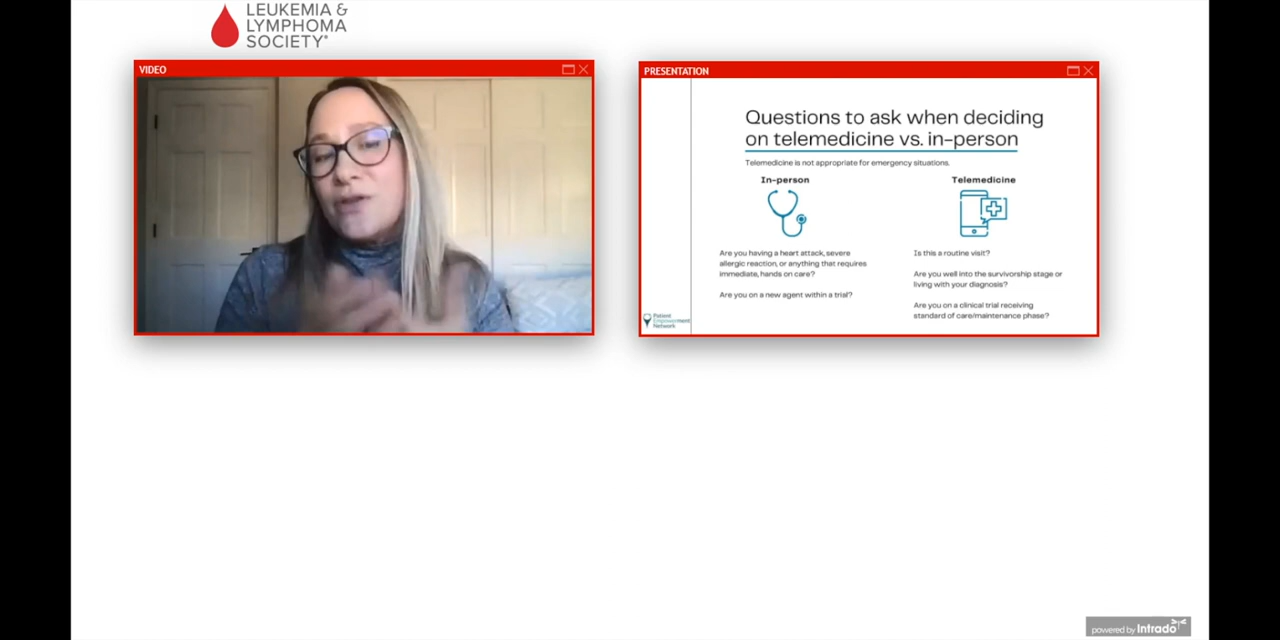 LEUKEMIA &
LYMPHOMA
SOCIETY®
VIDEO
PRESENTATION
Questions to ask when deciding
on telemedicine vs. in-person
Telemedicine is not appropriate for emergency situations.
In-person
Are you having a heart attack, severe
allergic reaction, or anything that requires
immediate, hands on care?
Are you on a new agent within a trial?
Telemedicine
Is this a routine visit?
Are you well into the survivorship stage or
living with your diagnosis?
Are you on a clinical trial receiving
standard of care/maintenance phase?
Patient
Empowerment
Network
powered by Intrado